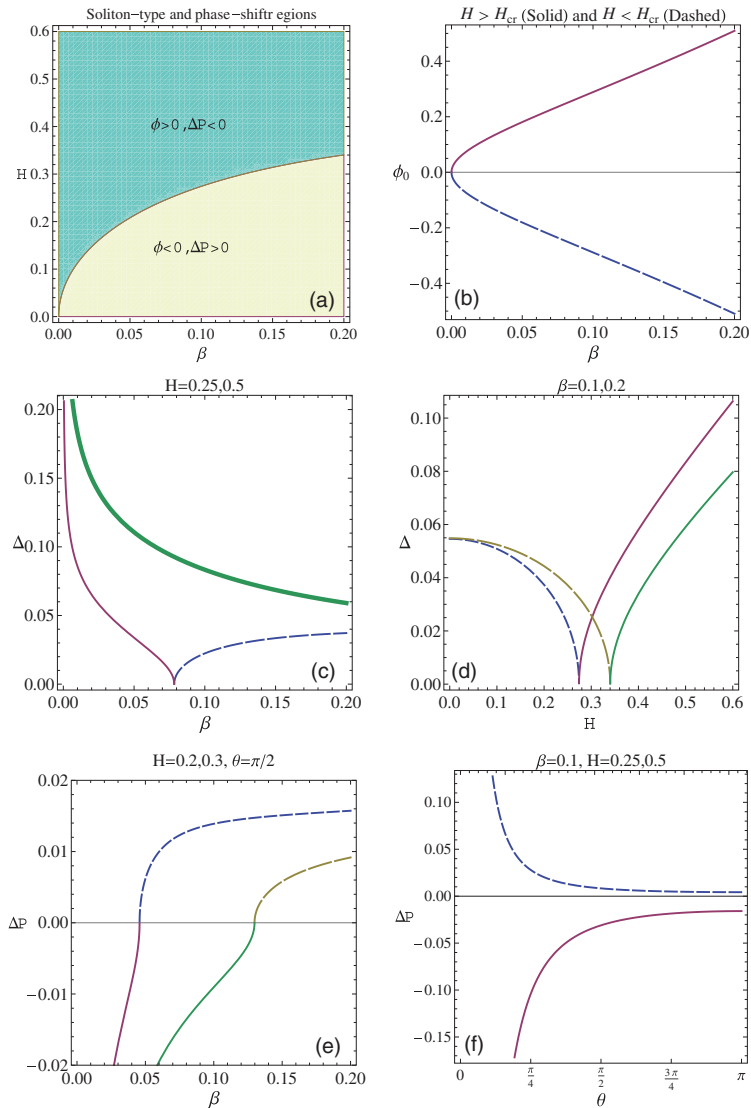 Soliton-type and phase-shiftr egions
0.6
0.5
0.4
H 0.3
0.2
0.1
0.0
ϕ>0 ,ΔP<0
ϕ<0 ,ΔP>0
(a)
0.00 0.05 0.10 0.15 0.20
β
H > Hcr (Solid) and H < Hcr (Dashed)
0.4
0.2
ϕ0 0.0
-0.2
-0.4
(b)
0.00 0.05 0.10 0.15 0.20
β
H=0.25,0.5
0.20
0.15
Δ 0.10
0.05
0.00
(c)
0.00 0.05 0.10 0.15 0.20
β
β=0.1,0.2
0.10
0.08
0.06
Δ
0.04
0.02
0.00
(d)
0.0 0.1 0.2 0.3 0.4 0.5 0.6
H
H=0.2,0.3, θ=π/2
0.02
0.01
ΔP 0.00
-0.01
-0.02
(e)
0.00 0.05 0.10 0.15 0.20
β
β=0.1, H=0.25,0.5
0.10
0.05
0.00
ΔP
-0.05
-0.10
-0.15
(f)
0 π/4 π/2 3π/4 π
θ